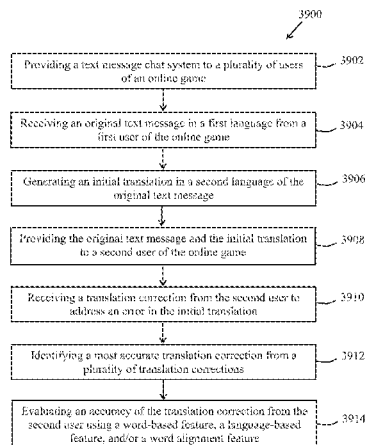 3900
Providing a text message chat system to a plurality of users
of an online game
3902
Receiving an original text message in a first language from a
first user of the online game
3904
Generating an initial translation in a second language of the
original text message
3906
Providing the original text message and the initial translation
to a second user of the online game
3908
Receiving a translation correction from the second user to
address an error in the initial translation
3910
Identifying a most accurate translation correction from a
plurality of translation corrections
3912
Evaluating an accuracy of the translation correction from the
second user using a word-based feature, a language-based
feature, and/or a word alignment feature
3914